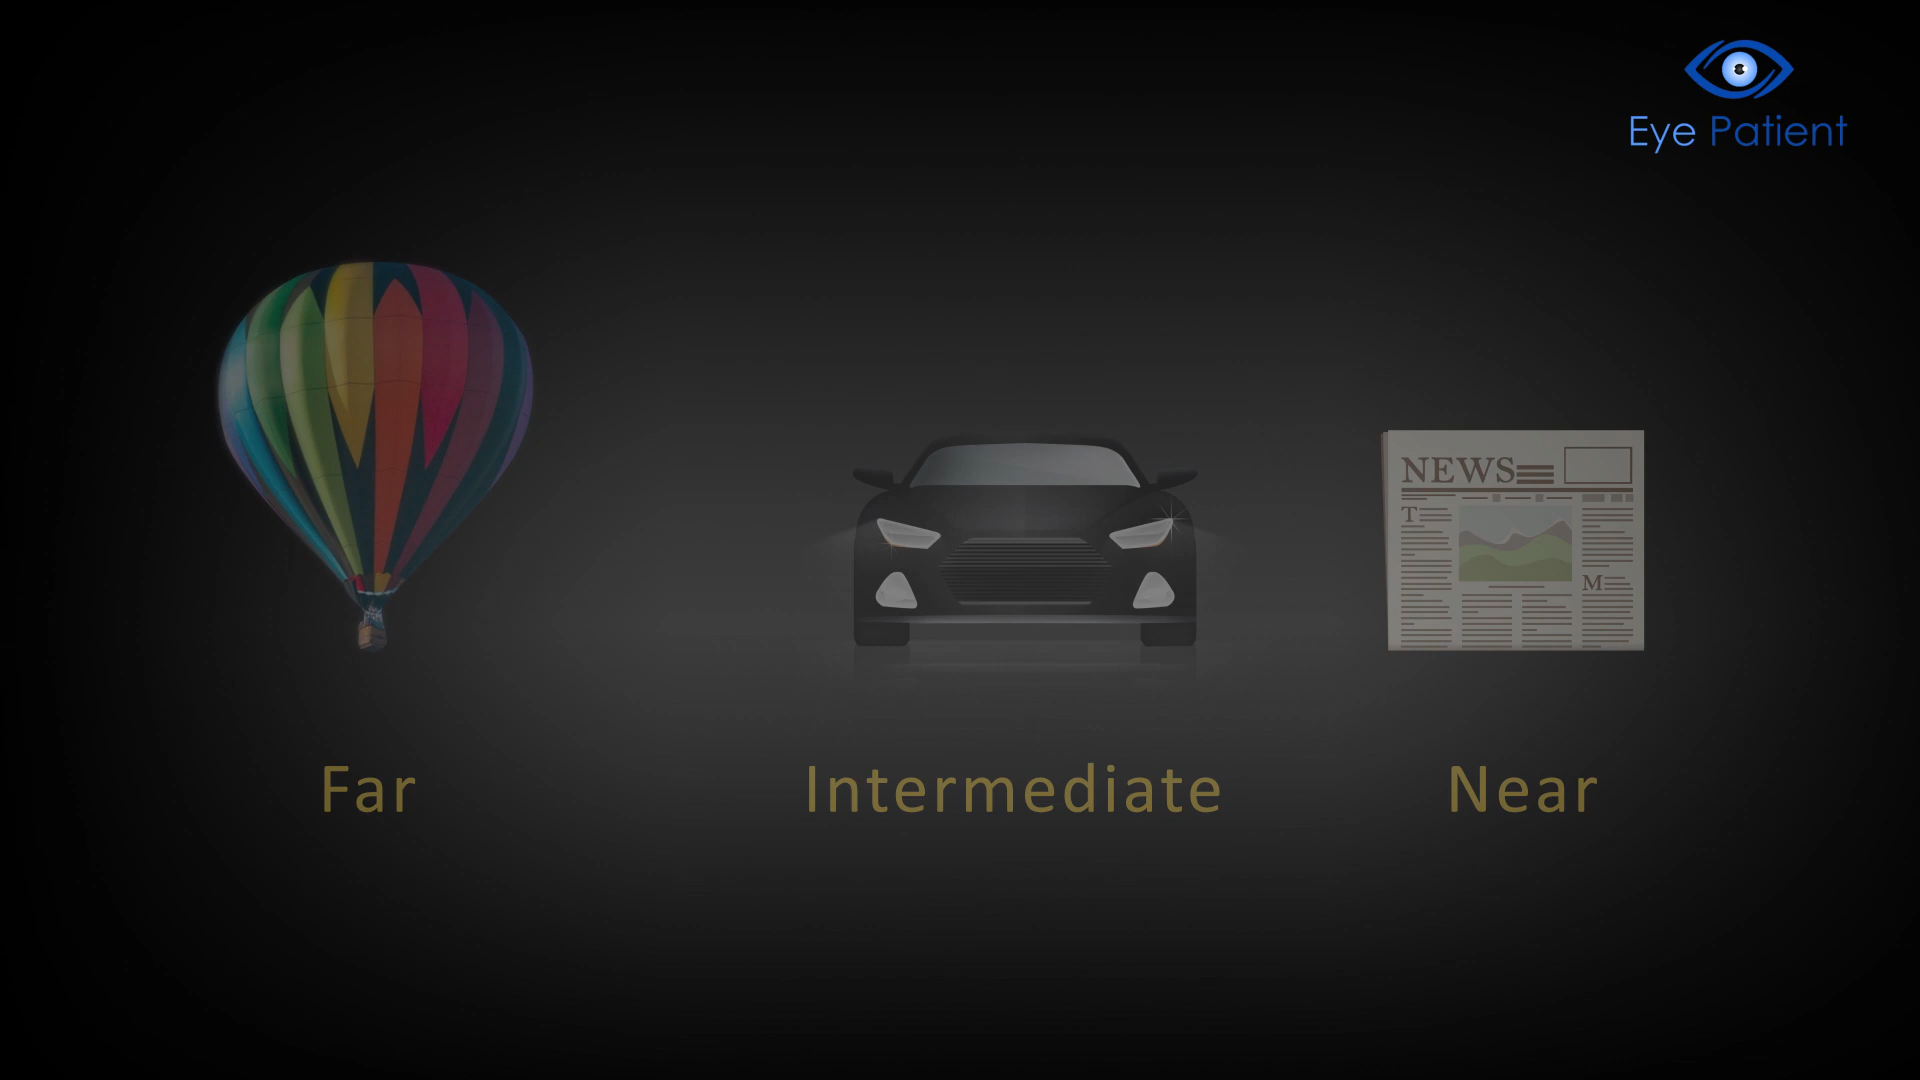 Eye Patient
NEWS
T
M
Far
Intermediate
Near